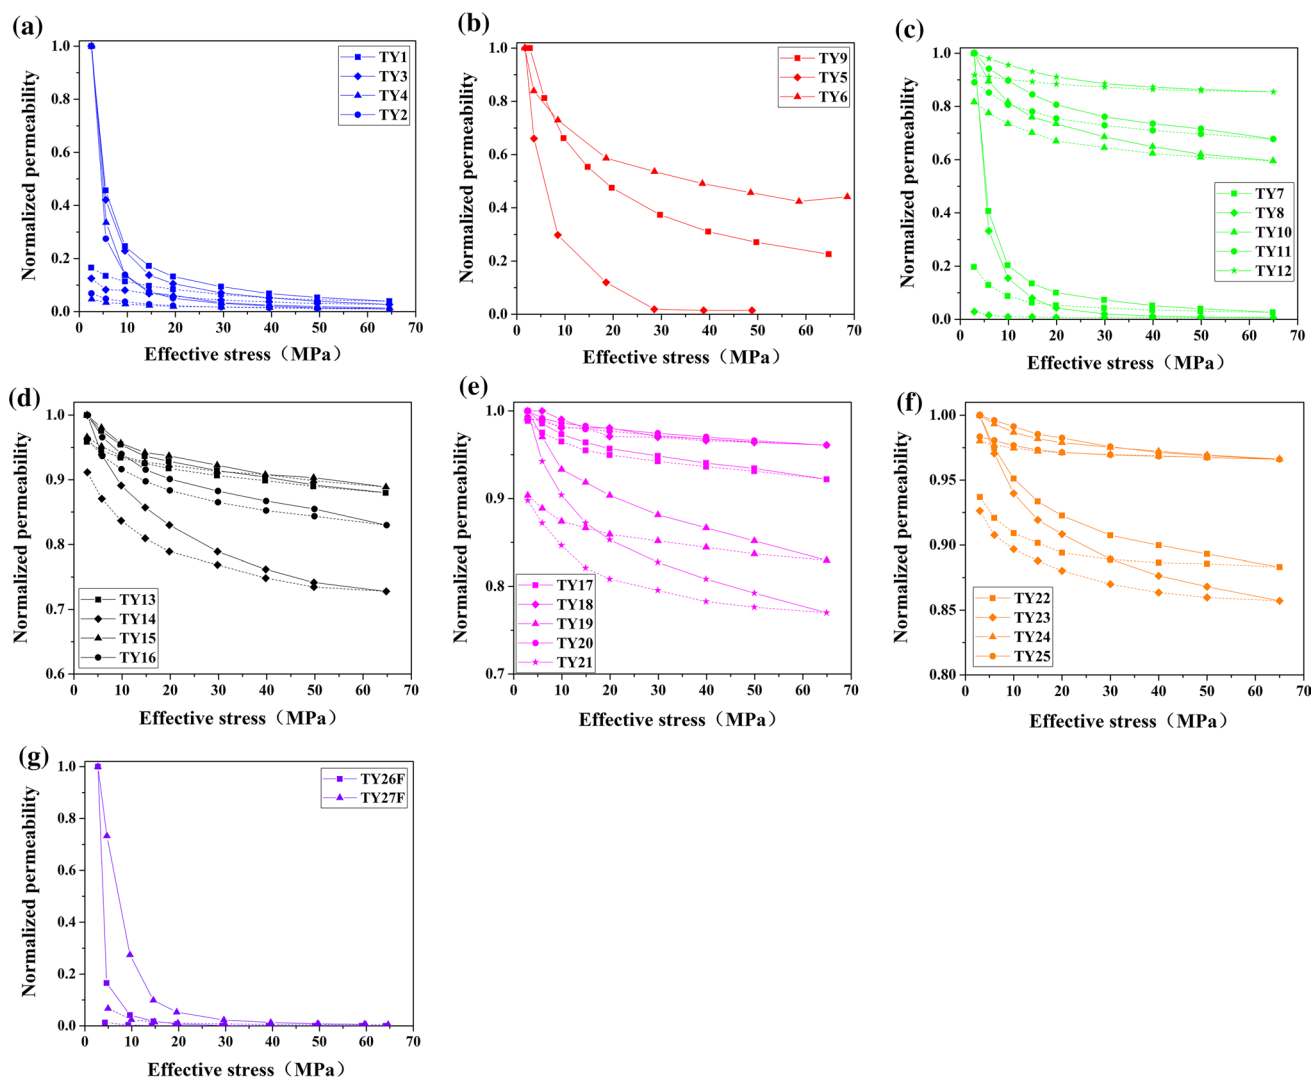 (a)
Normalized permeability
1.0
0.8
0.6
0.4
0.2
0.0
0 10 20 30 40 50 60 70
Effective stress（MPa）
TY1
TY3
TY4
TY2
(b)
Normalized permeability
1.0
0.8
0.6
0.4
0.2
0.0
0 10 20 30 40 50 60 70
Effective stress（MPa）
TY9
TY5
TY6
(c)
Normalized permeability
1.0
0.8
0.6
0.4
0.2
0.0
0 10 20 30 40 50 60 70
Effective stress（MPa）
TY7
TY8
TY10
TY11
TY12
(d)
Normalized permeability
1.0
0.9
0.8
0.7
0.6
0 10 20 30 40 50 60 70
Effective stress（MPa）
TY13
TY14
TY15
TY16
(e)
Normalized permeability
1.0
0.9
0.8
0.7
0 10 20 30 40 50 60 70
Effective stress（MPa）
TY17
TY18
TY19
TY20
TY21
(f)
Normalized permeability
1.00
0.95
0.90
0.85
0.80
0 10 20 30 40 50 60 70
Effective stress（MPa）
TY22
TY23
TY24
TY25
(g)
Normalized permeability
1.0
0.8
0.6
0.4
0.2
0.0
0 10 20 30 40 50 60 70
Effective stress（MPa）
TY26F
TY27F